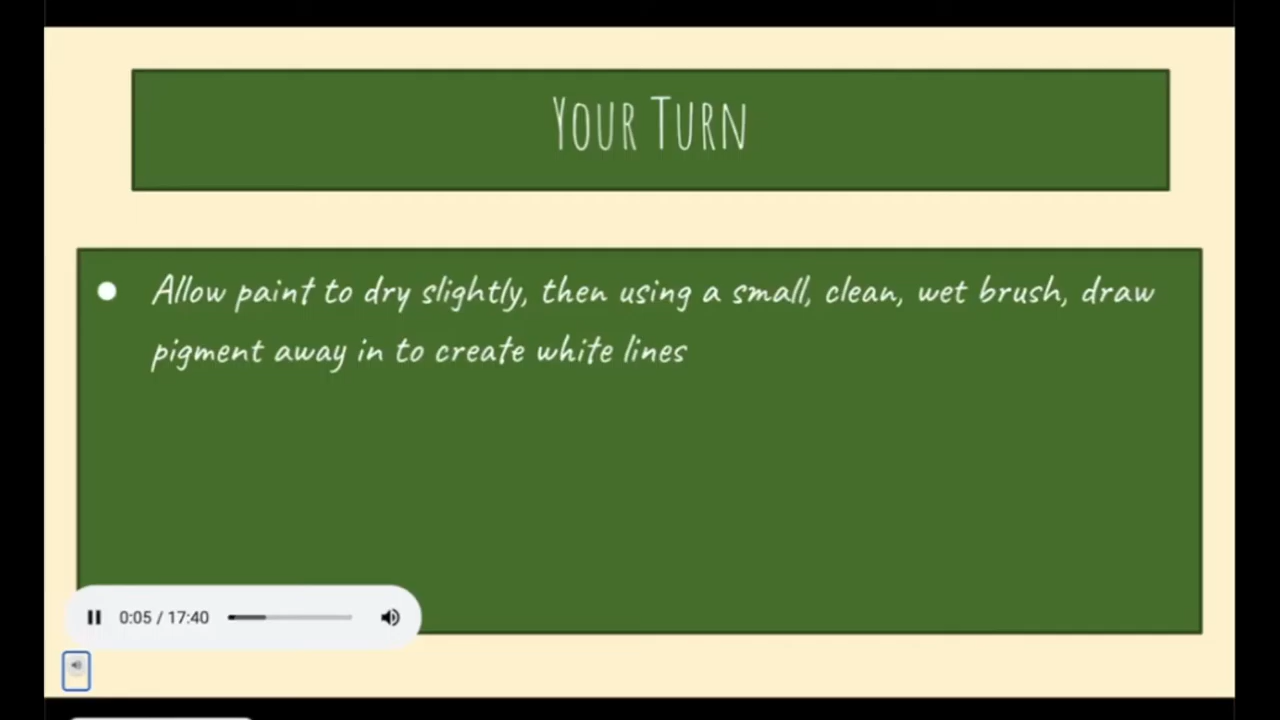 Your Turn
Allow paint to dry slightly, then using a small, clean, wet brush, draw
pigment away in to create white lines
0:05 / 17:40